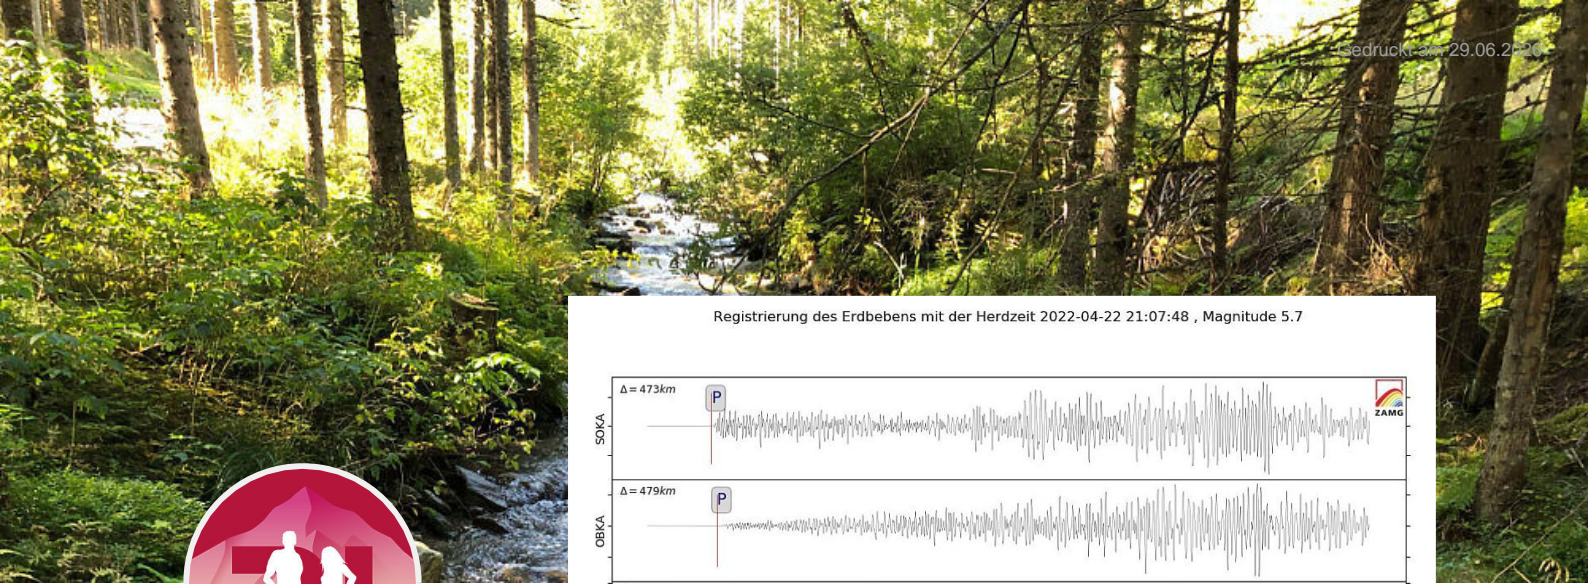 Gedruckt am 29.06.2026
Registrierung des Erdbebens mit der Herdzeit 2022-04-22 21:07:48 , Magnitude 5.7
Δ = 473km
P
ZAMG
SOKA
Δ = 479km
P
OBKA